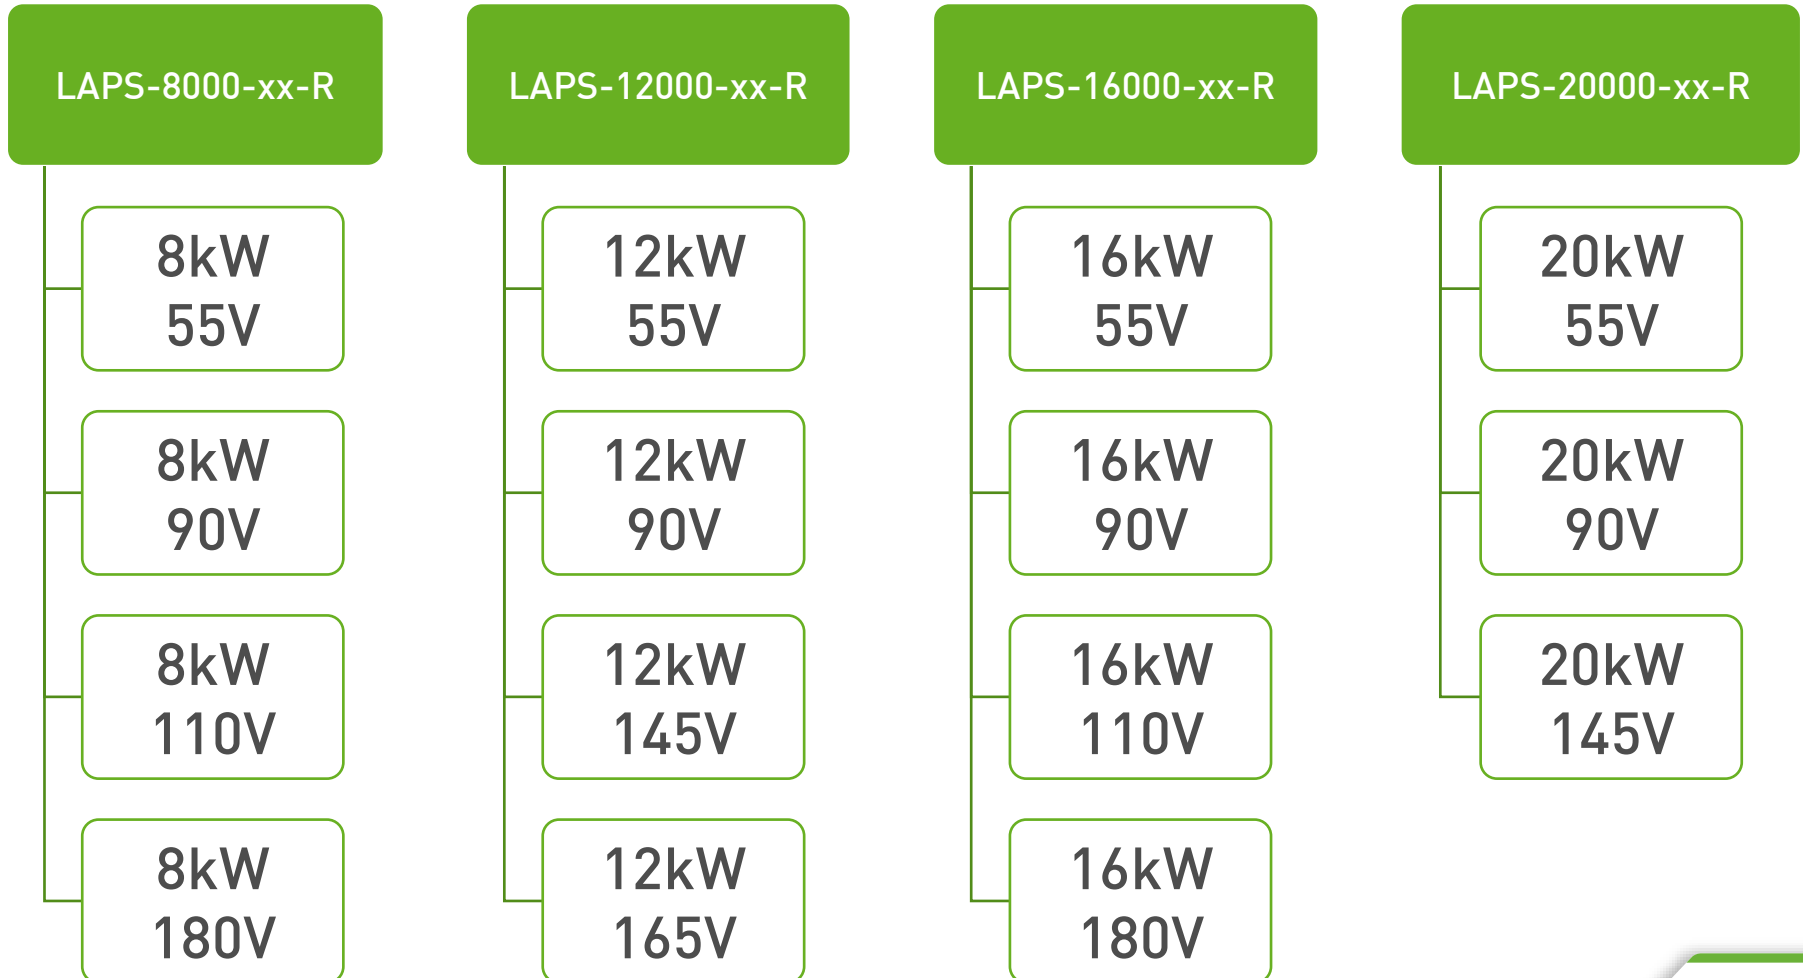 LAPS-8000-xx-R
8kW
55V
8kW
90V
8kW
110V
8kW
180V
LAPS-12000-xx-R
12kW
55V
12kW
90V
12kW
145V
12kW
165V
LAPS-16000-xx-R
16kW
55V
16kW
90V
16kW
110V
16kW
180V
LAPS-20000-xx-R
20kW
55V
20kW
90V
20kW
145V